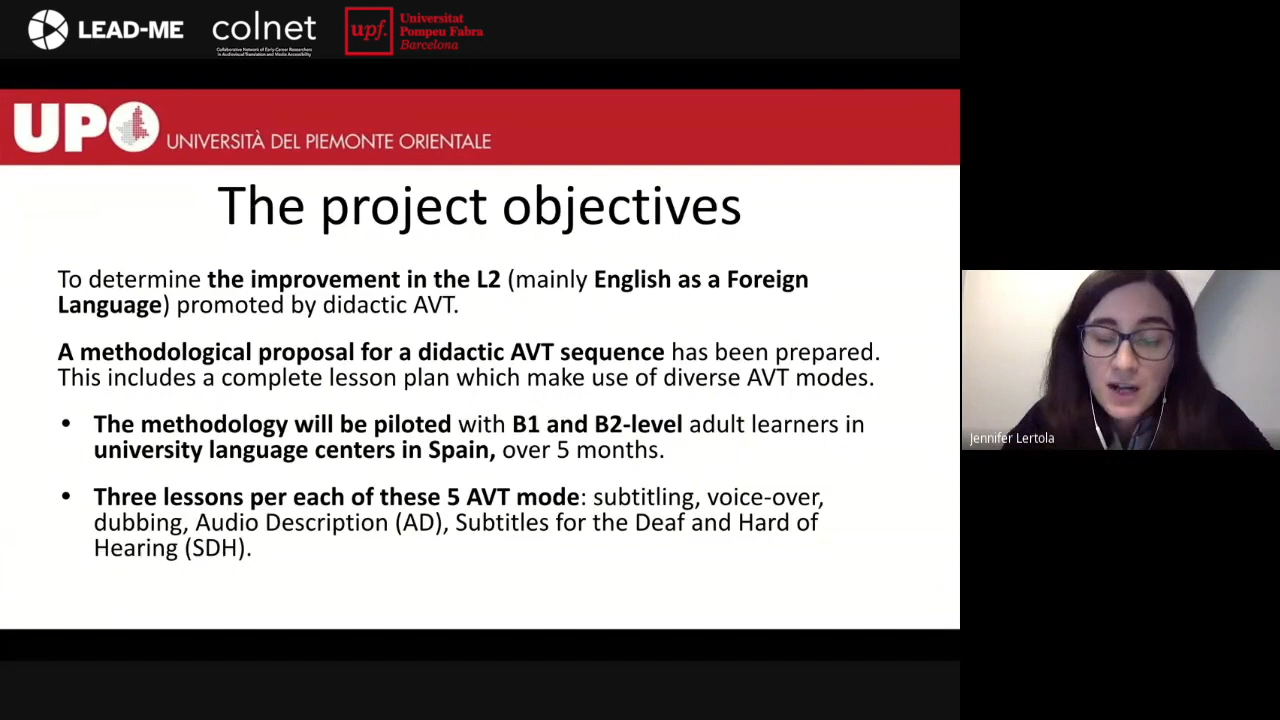 LEAD-ME
colnet
Collaborative Network of Early-Career Researchers
in Audiovisual Translation and Media Accessibility
upf.
Universitat
Pompeu Fabra
Barcelona
UPO
UNIVERSITÀ DEL PIEMONTE ORIENTALE
The project objectives
To determine the improvement in the L2 (mainly English as a Foreign
Language) promoted by didactic AVT.
A methodological proposal for a didactic AVT sequence has been prepared.
This includes a complete lesson plan which make use of diverse AVT modes.
• The methodology will be piloted with B1 and B2-level adult learners in
university language centers in Spain, over 5 months.
• Three lessons per each of these 5 AVT mode: subtitling, voice-over,
dubbing, Audio Description (AD), Subtitles for the Deaf and Hard of
Hearing (SDH).
Jennifer Lertola